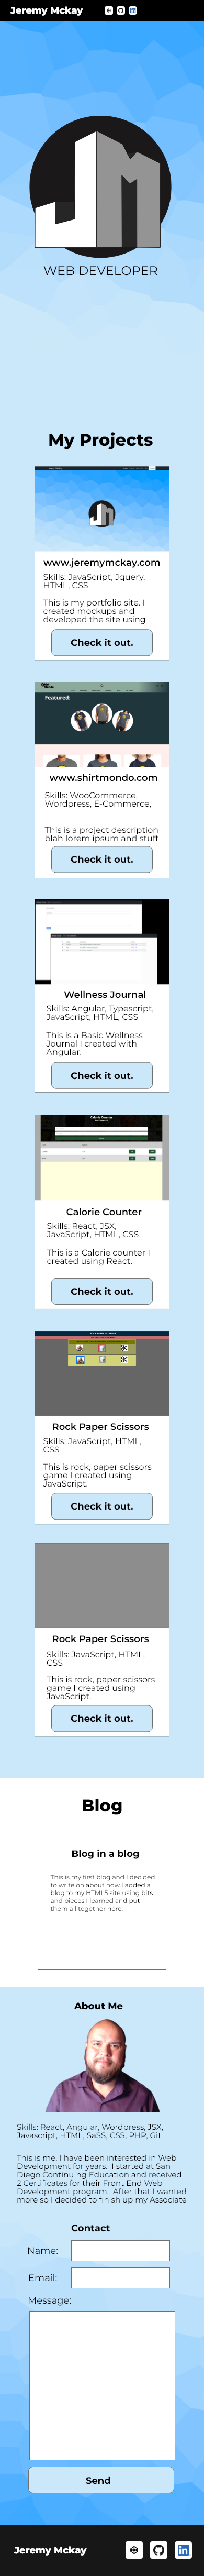 Jeremy Mckay
JM
WEB DEVELOPER
My Projects
www.jeremymckay.com
Skills: JavaScript, Jquery,
HTML, CSS
This is my portfolio site. I
created mockups and
developed the site using
Check it out.
Featured:
www.shirtmondo.com
Skills: WooCommerce,
Wordpress, E-Commerce,
This is a project description
blah lorem ipsum and stuff
Check it out.
Wellness Journal
Skills: Angular, Typescript,
JavaScript, HTML, CSS
This is a Basic Wellness
Journal I created with
Angular.
Check it out.
Calorie Counter
Calorie Counter
Skills: React, JSX,
JavaScript, HTML, CSS
This is a Calorie counter I
created using React.
Check it out.
Rock Paper Scissors
Skills: JavaScript, HTML,
CSS
This is rock, paper scissors
game I created using
JavaScript.
Check it out.
Rock Paper Scissors
Skills: JavaScript, HTML,
CSS
This is rock, paper scissors
game I created using
JavaScript.
Check it out.
Blog
Blog in a blog
This is my first blog and I decided
to write on about how I added a
blog to my HTML5 site using bits
and pieces I learned and put
them all together here.
About Me
Skills: React, Angular, Wordpress, JSX,
Javascript, HTML, SaSS, CSS, PHP, Git
This is me. I have been interested in Web
Development for years. I started at San
Diego Continuing Education and received
2 Certificates for their Front End Web
Development program. After that I wanted
more so I decided to finish up my Associate
Contact
Name:
Email:
Message:
Send
Jeremy Mckay